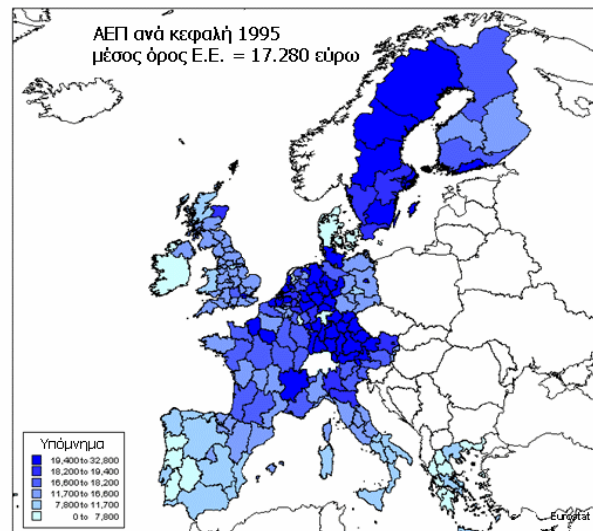 ΑΕΠ ανά κεφαλή 1995
μέσος όρος Ε.Ε. = 17.280 εύρω
Υπόμνημα
19,400 to 32,800
18,200 to 19,400
16,600 to 18,200
11,700 to 16,600
7,800 to 11,700
0 to 7,800
Eurostat